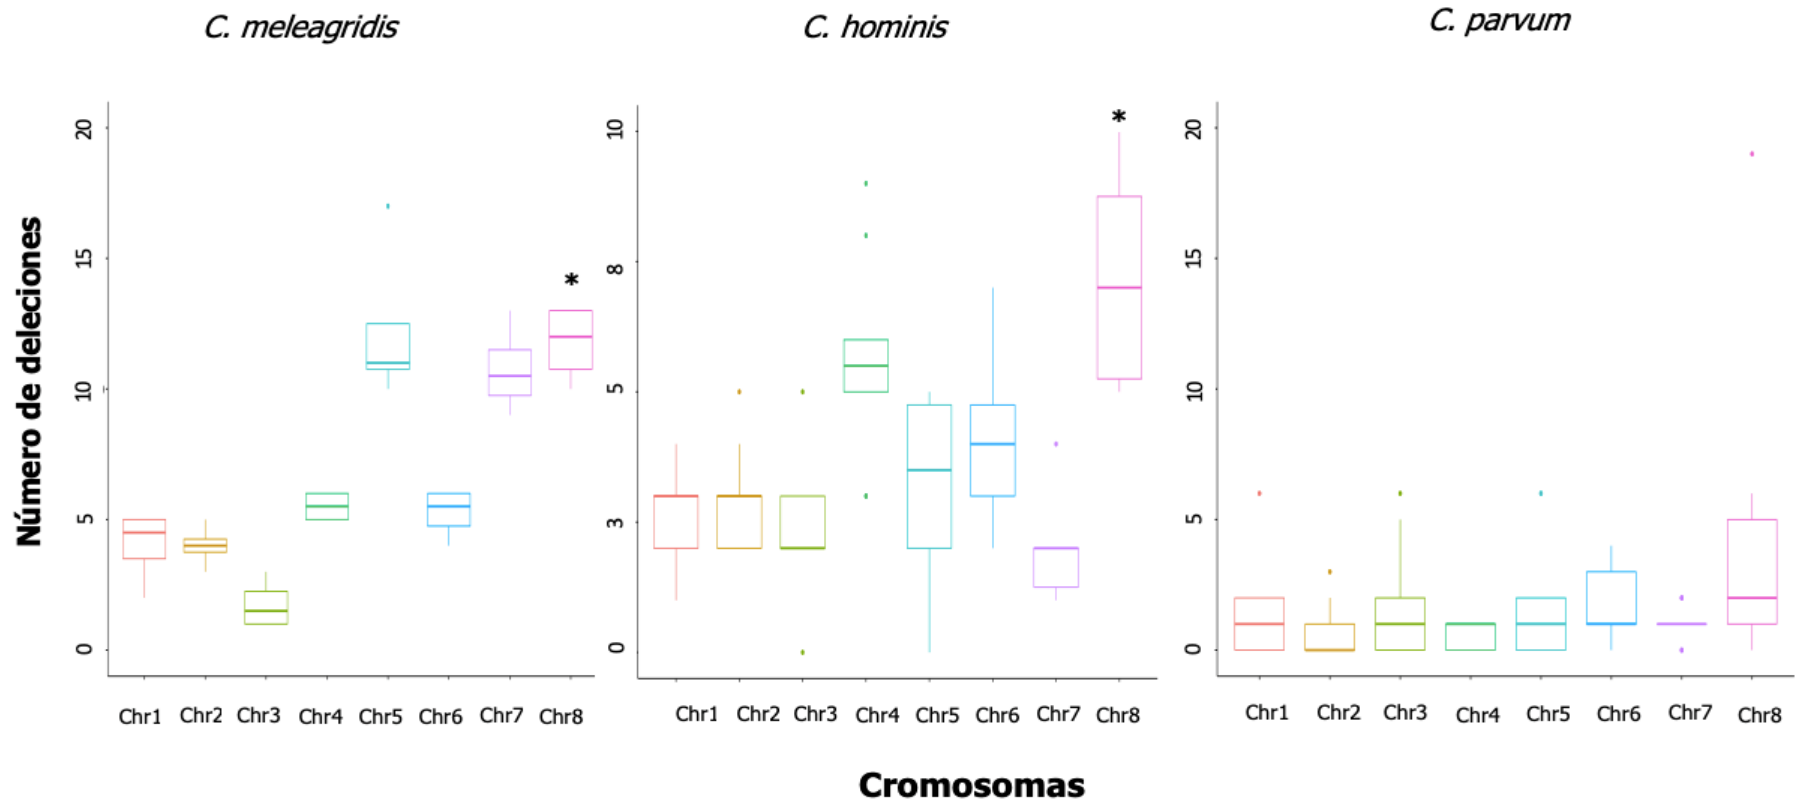 C. meleagridis
C. hominis
C. parvum
Número de deleciones
20
15
10
5
0
*
Chr1 Chr2 Chr3 Chr4 Chr5 Chr6 Chr7 Chr8
10
8
5
3
0
*
Chr1 Chr2 Chr3 Chr4 Chr5 Chr6 Chr7 Chr8
20
15
10
5
0
Chr1 Chr2 Chr3 Chr4 Chr5 Chr6 Chr7 Chr8
Cromosomas